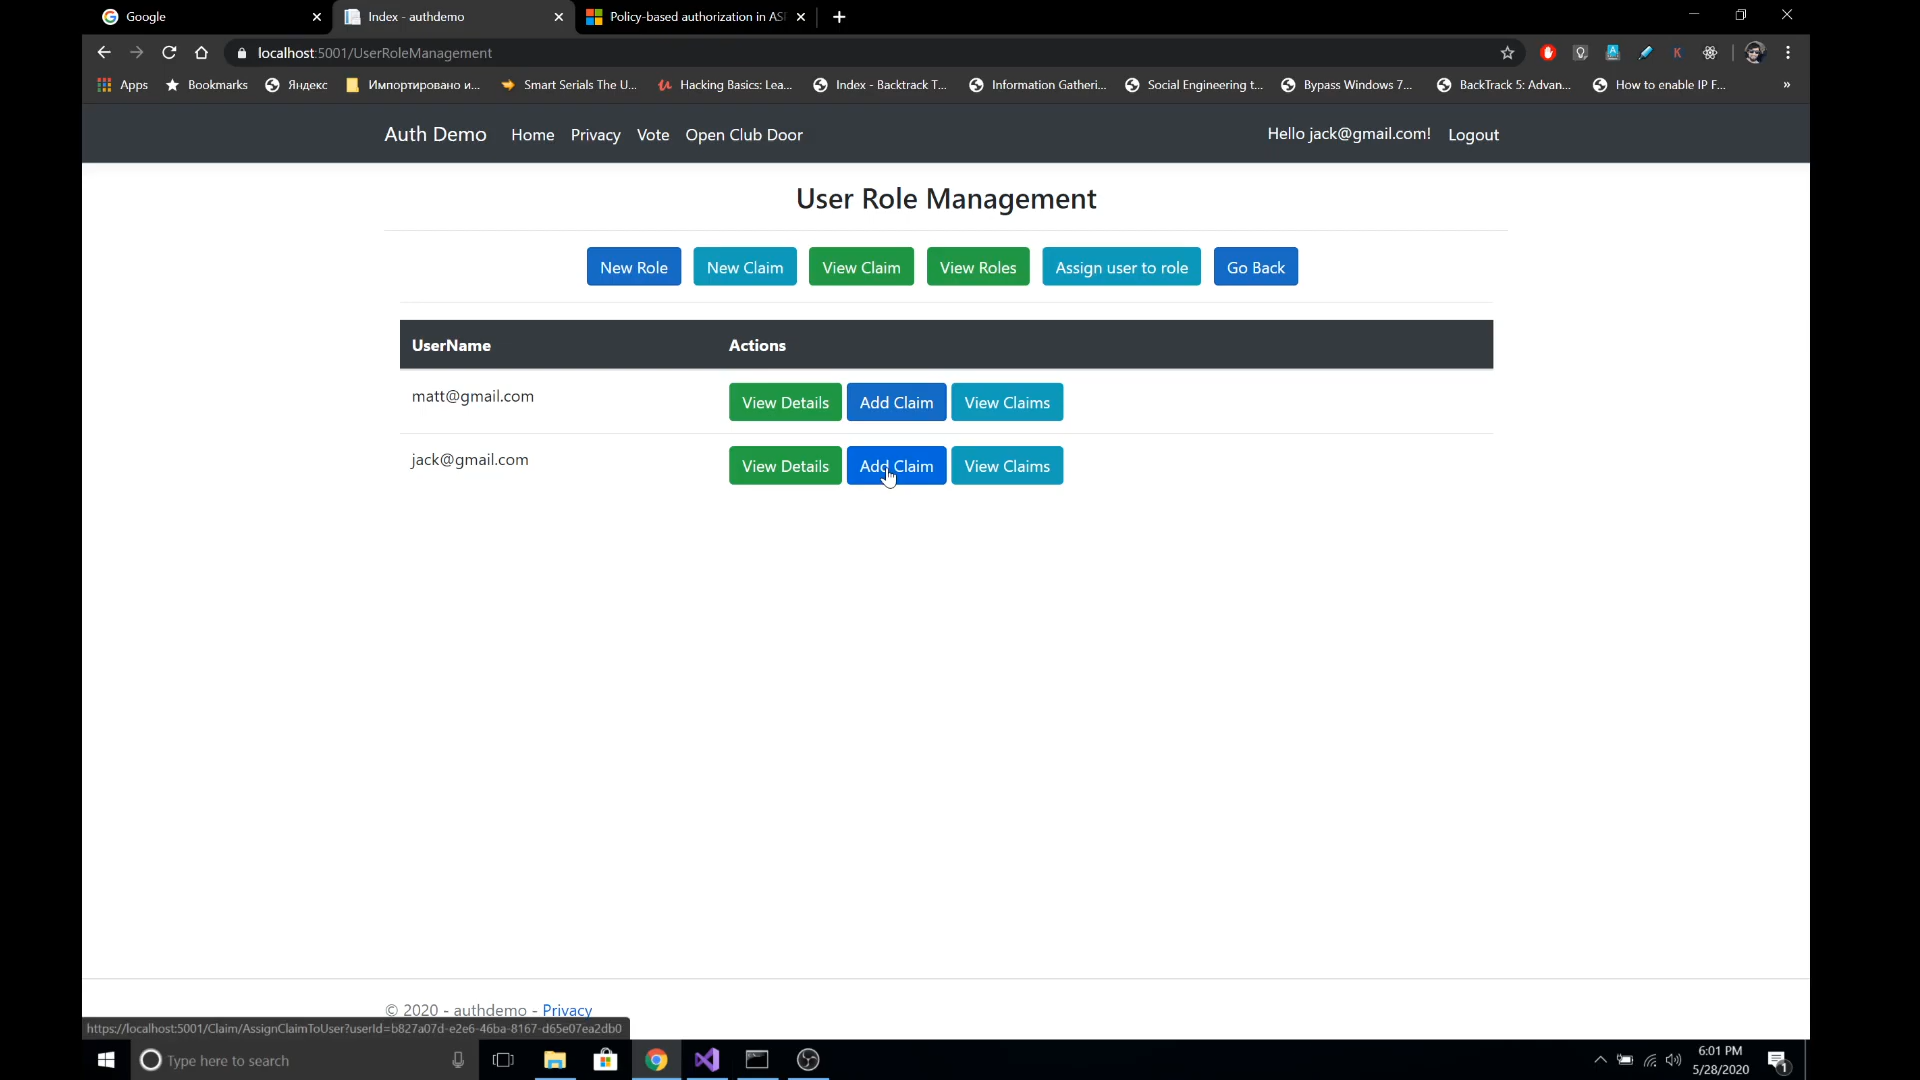 Google
Index - authdemo
Policy-based authorization in AS
localhost:5001/UserRoleManagement
Apps
Bookmarks
Яндекс
Импортировано и...
Smart Serials The U...
Hacking Basics: Lea...
Index - Backtrack T...
Information Gatheri...
Social Engineering t...
Bypass Windows 7...
BackTrack 5: Advan...
How to enable IP F...
»
Auth Demo
Home
Privacy
Vote
Open Club Door
Hello jack@gmail.com!
Logout
User Role Management
New Role
New Claim
View Claim
View Roles
Assign user to role
Go Back
UserName
Actions
matt@gmail.com
View Details
Add Claim
View Claims
jack@gmail.com
View Details
Add Claim
View Claims
© 2020 - authdemo - Privacy
https://localhost:5001/Claim/AssignClaimToUser?userId=b827a07d-e2e6-46ba-8167-d65e07ea2db0
Type here to search
6:01 PM
5/28/2020
1